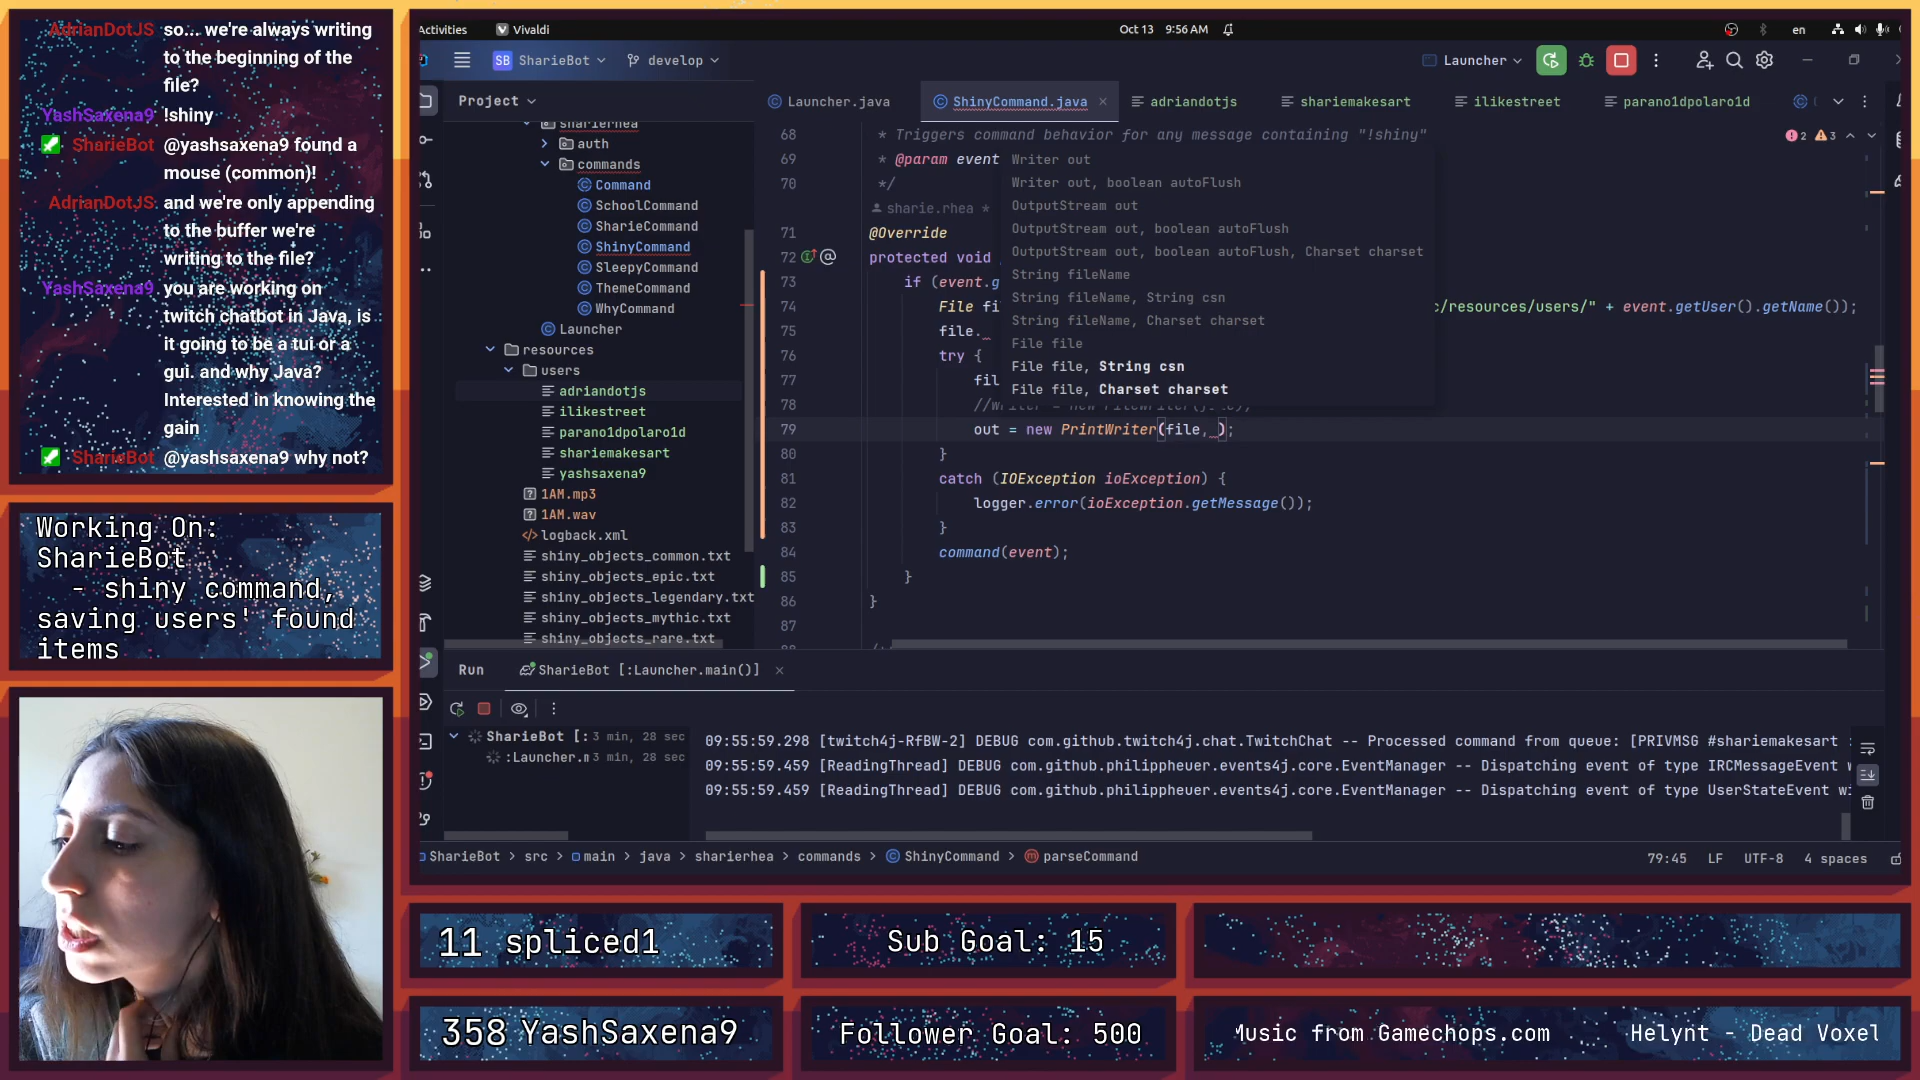 AdrianDotJS so... we're always writing
to the beginning of the
file?
YashSaxena9 !shiny
SharieBot @yashsaxena9 found a
mouse (common)!
AdrianDotJS and we're only appending
to the buffer we're
writing to the file?
YashSaxena9 you are working on
twitch chatbot in Java, is
it going to be a tui or a
gui. and why Java?
Interested in knowing the
gain
SharieBot @yashsaxena9 why not?
Working On:
SharieBot
- shiny command,
saving users' found
items
Activities Vivaldi Oct 13 9:56 AM en
SB SharieBot develop Launcher
Project
Launcher.java ShinyCommand.java adriandotjs shariemakesart ilikestreet parano1dpolaro1d
sharierhea
auth
commands
Command
SchoolCommand
SharieCommand
ShinyCommand
SleepyCommand
ThemeCommand
WhyCommand
Launcher
resources
users
adriandotjs
ilikestreet
parano1dpolaro1d
shariemakesart
yashsaxena9
1AM.mp3
1AM.wav
logback.xml
shiny_objects_common.txt
shiny_objects_epic.txt
shiny_objects_legendary.txt
shiny_objects_mythic.txt
shiny_objects_rare.txt
68 * Triggers command behavior for any message containing "!shiny"
2 3
69 * @param event
70 */
sharie.rhea *
71 @Override
72 protected void
73 if (event.g
74 File fi c/resources/users/" + event.getUser().getName());
75 file.
76 try {
77 fil
78 //writer = new FileWriter(file);
79 out = new PrintWriter(file, );
80 }
81 catch (IOException ioException) {
82 logger.error(ioException.getMessage());
83 }
84 command(event);
85 }
86 }
87
88
Writer out
Writer out, boolean autoFlush
OutputStream out
OutputStream out, boolean autoFlush
OutputStream out, boolean autoFlush, Charset charset
String fileName
String fileName, String csn
String fileName, Charset charset
File file
File file, String csn
File file, Charset charset
Run SharieBot [:Launcher.main()]
SharieBot [: 3 min, 28 sec
:Launcher.m 3 min, 28 sec
09:55:59.298 [twitch4j-RfBW-2] DEBUG com.github.twitch4j.chat.TwitchChat -- Processed command from queue: [PRIVMSG #shariemakesart :
09:55:59.459 [ReadingThread] DEBUG com.github.philippheuer.events4j.core.EventManager -- Dispatching event of type IRCMessageEvent w
09:55:59.459 [ReadingThread] DEBUG com.github.philippheuer.events4j.core.EventManager -- Dispatching event of type UserStateEvent wi
SharieBot > src > main > java > sharierhea > commands > ShinyCommand > parseCommand
79:45 LF UTF-8 4 spaces
11 spliced1
Sub Goal: 15
358 YashSaxena9
Follower Goal: 500
Music from Gamechops.com Helynt - Dead Voxel